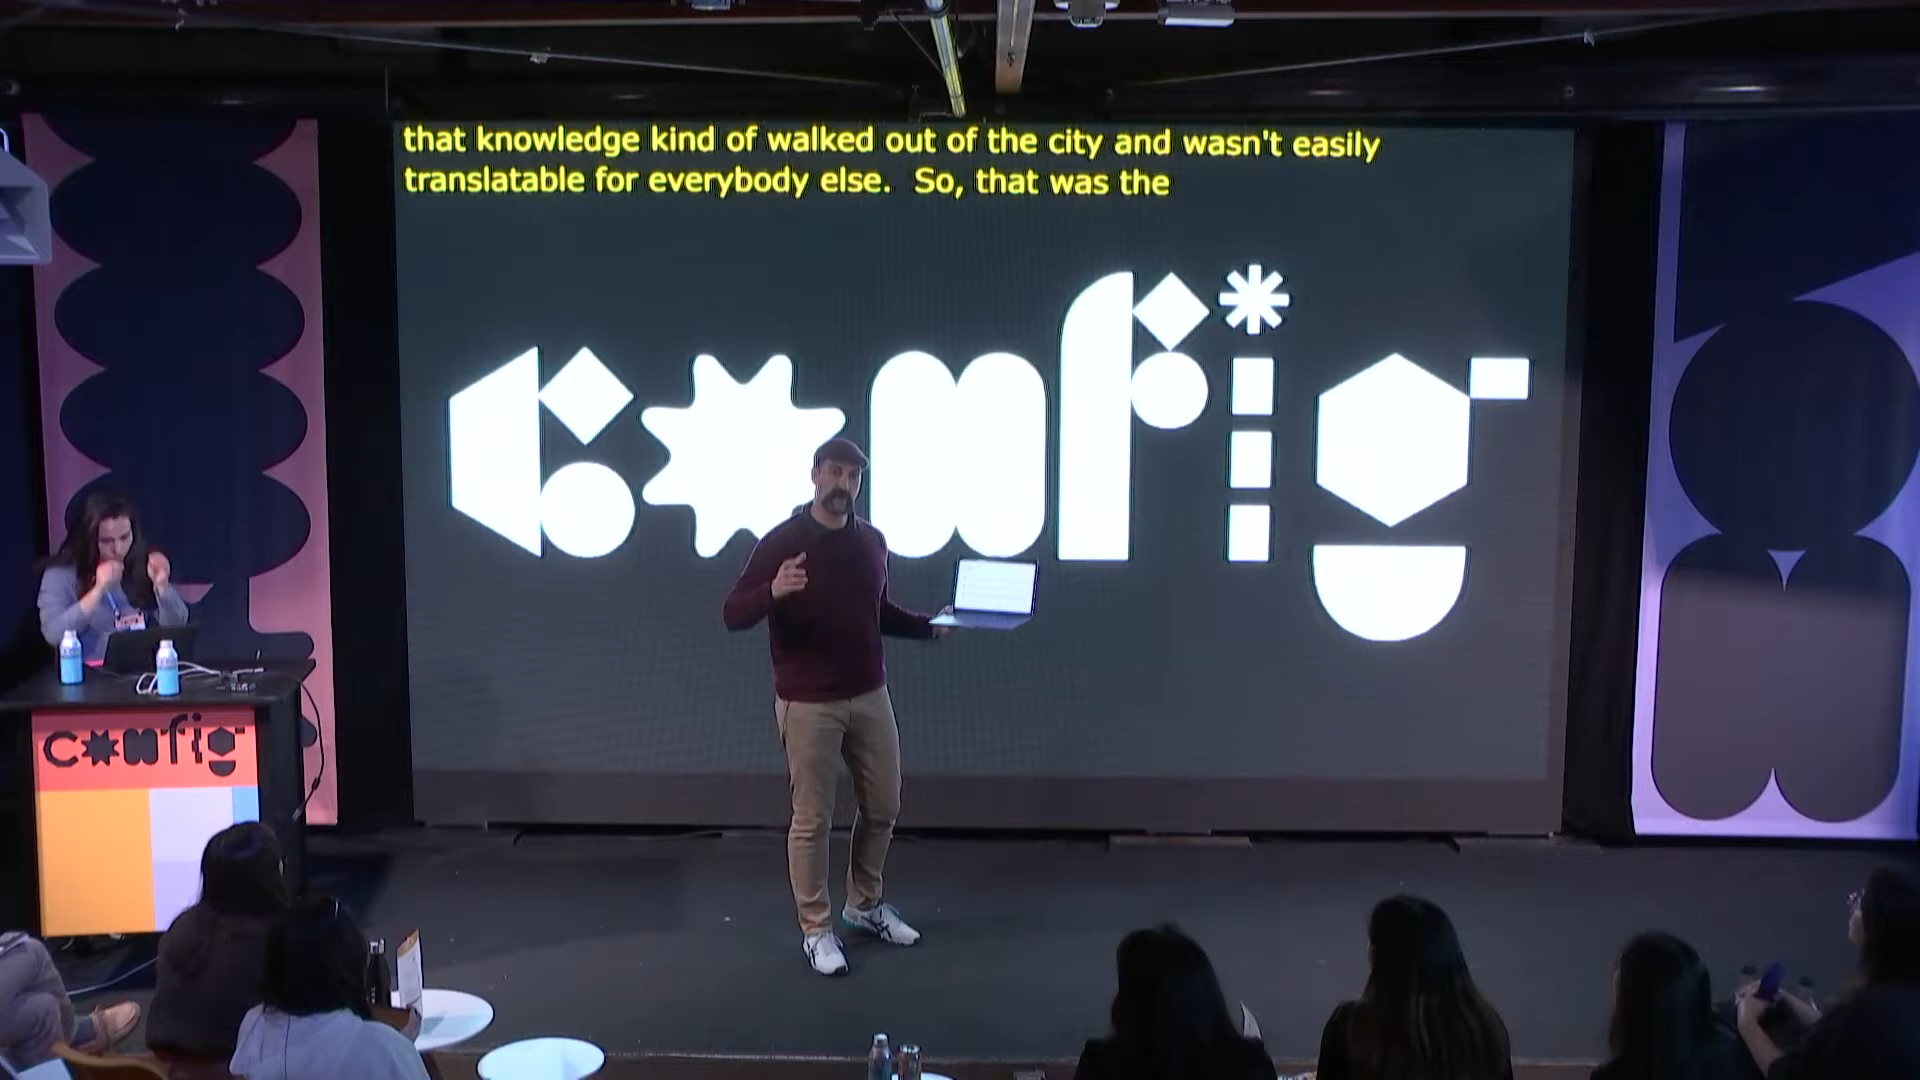 that knowledge kind of walked out of the city and wasn't easily
translatable for everybody else.  So, that was the
config
config